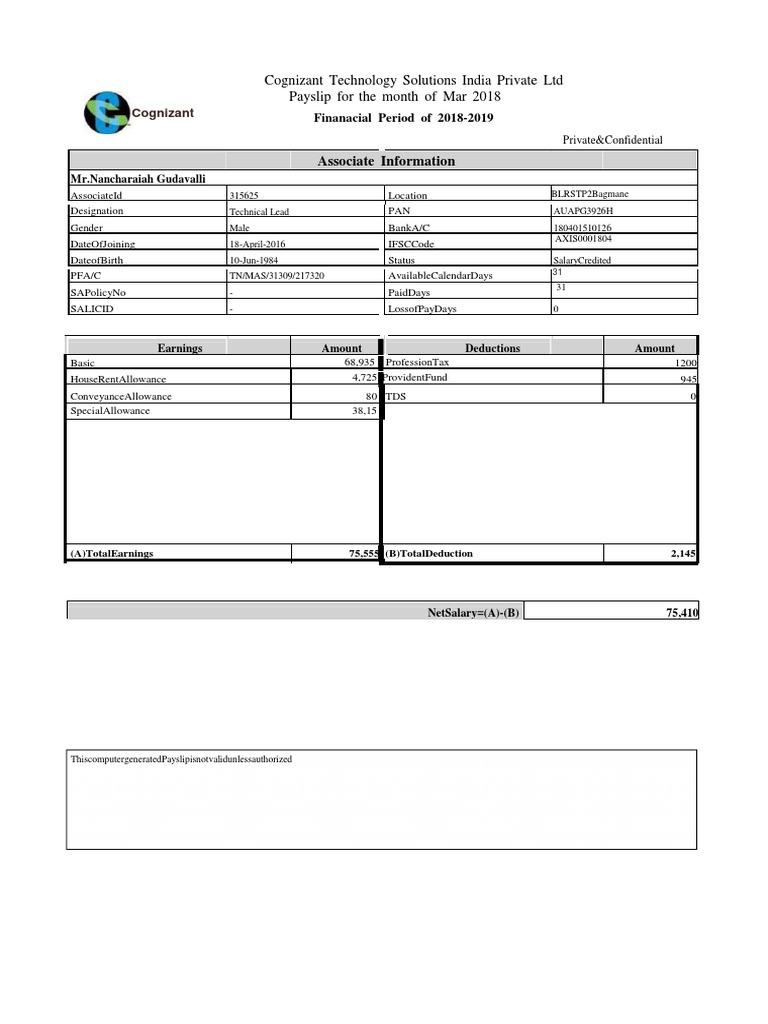 Cognizant Technology Solutions India Private Ltd
Payslip for the month of Mar 2018
Cognizant
Finanacial Period of 2018-2019
Private&Confidential
Associate Information
Mr.Nancharaiah Gudavalli
AssociateId 315625 Location BLRSTP2Bagmane
Designation Technical Lead PAN AUAPG3926H
Gender Male BankA/C 180401510126
DateOfJoining 18-April-2016 IFSCCode AXIS0001804
DateofBirth 10-Jun-1984 Status SalaryCredited
PFA/C TN/MAS/31309/217320 AvailableCalendarDays 31
SAPolicyNo - PaidDays 31
SALICID - LossofPayDays 0
Earnings Amount Deductions Amount
Basic 68,935 ProfessionTax 1200
HouseRentAllowance 4,725 ProvidentFund 945
ConveyanceAllowance 80 TDS 0
SpecialAllowance 38,15
(A)TotalEarnings 75,555 (B)TotalDeduction 2,145
NetSalary=(A)-(B) 75,410
ThiscomputergeneratedPayslipisnotvalidunlessauthorized